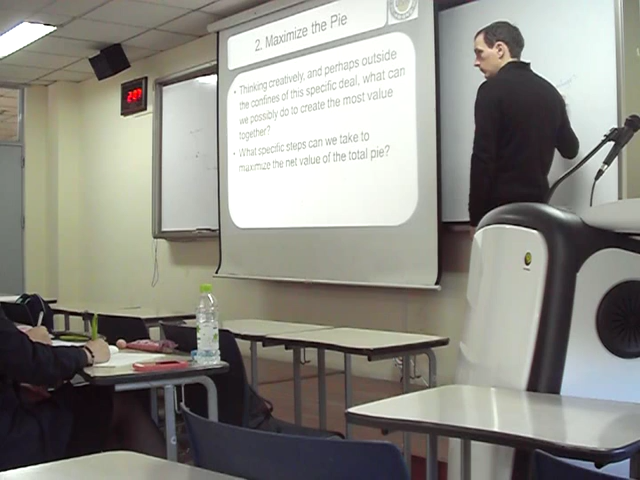 2. Maximize the Pie
• Thinking creatively, and perhaps outside
the confines of this specific deal, what can
we possibly do to create the most value
together?
• What specific steps can we take to
maximize the net value of the total pie?